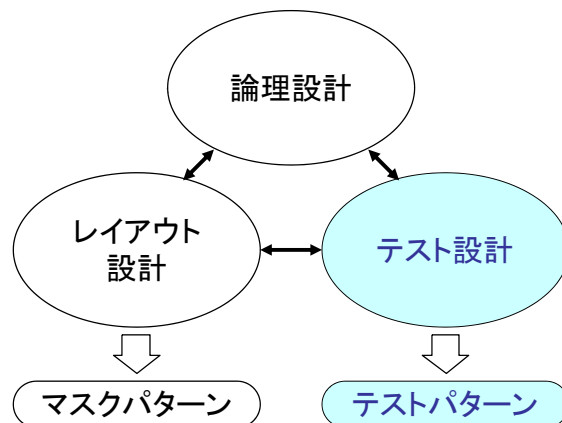 論理設計
レイアウト
設計
テスト設計
マスクパターン
テストパターン